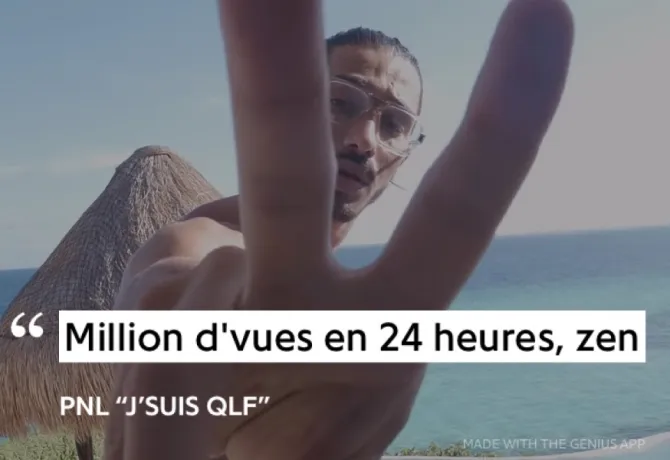 “
Million d'vues en 24 heures, zen
PNL “J’SUIS QLF”
MADE WITH THE GENIUS APP